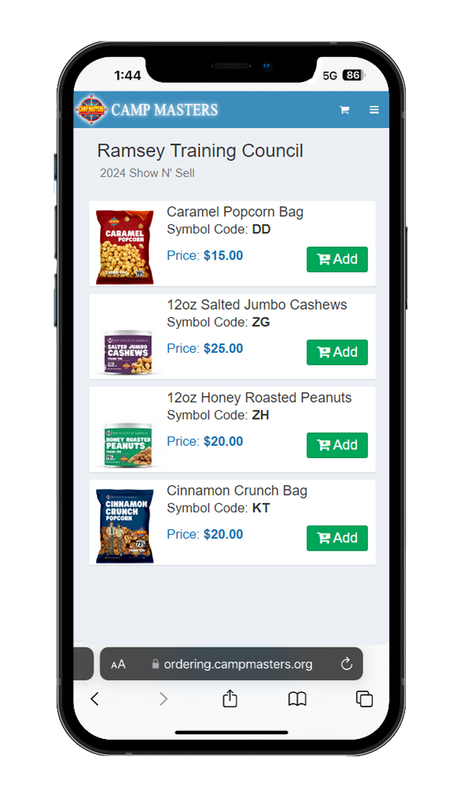 1:44
5G 86
CAMP MASTERS
CAMP MASTERS
Ramsey Training Council
2024 Show N' Sell
Caramel Popcorn Bag
Symbol Code: DD
Price: $15.00
Add
CARAMEL
POPCORN
12oz Salted Jumbo Cashews
Symbol Code: ZG
Price: $25.00
Add
SALTED JUMBO
CASHEWS
12oz Honey Roasted Peanuts
Symbol Code: ZH
Price: $20.00
Add
HONEY ROASTED
PEANUTS
Cinnamon Crunch Bag
Symbol Code: KT
Price: $20.00
Add
CINNAMON
CRUNCH
POPCORN
AA ordering.campmasters.org